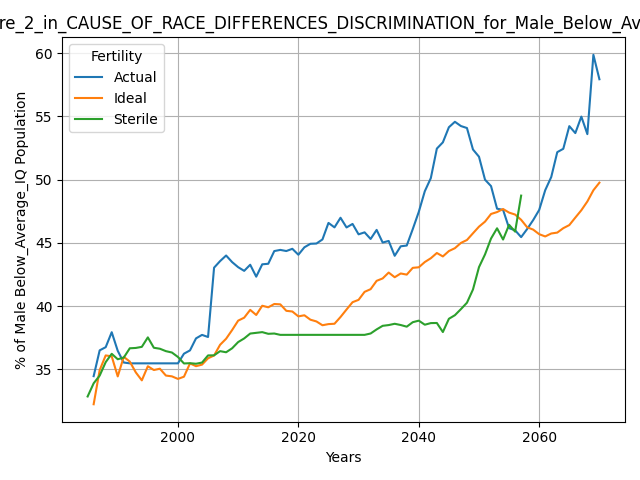 re_2_in_CAUSE_OF_RACE_DIFFERENCES_DISCRIMINATION_for_Male_Below_Av
% of Male Below_Average_IQ Population
Fertility
Actual
Ideal
Sterile
60
55
50
45
40
35
2000
2020
2040
2060
Years